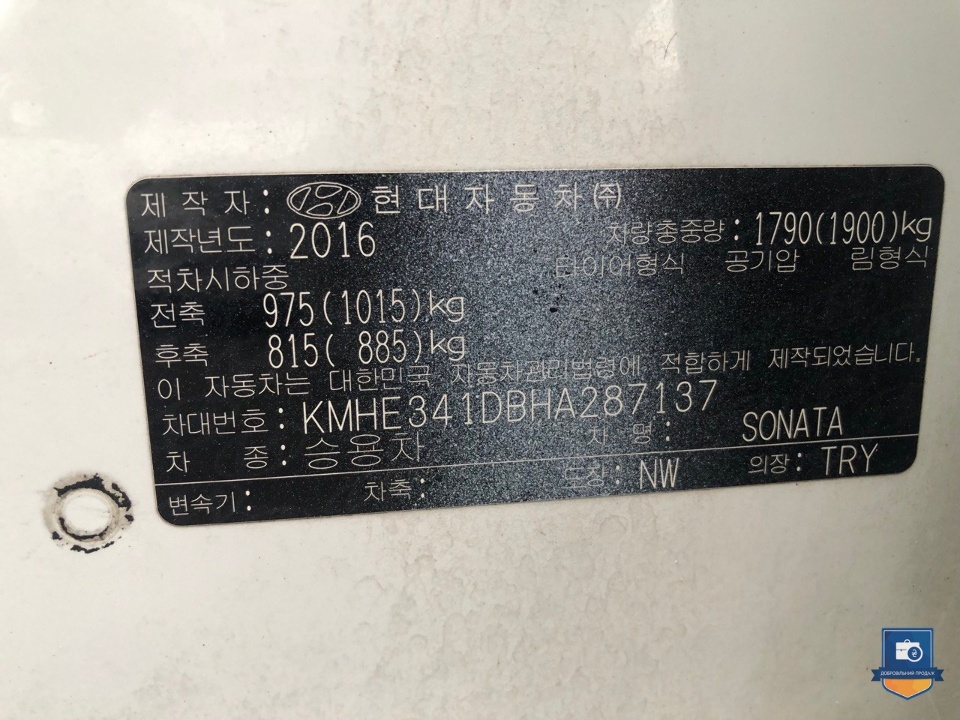 제 작 자 : 현대자동차㈜
제작년도 : 2016 차량총중량 : 1790(1900)kg
적차시하중 타이어형식 공기압 림형식
전축 975(1015)kg
후축 815( 885)kg
이 자동차는 대한민국 자동차관리법령에 적합하게 제작되었습니다.
차대번호 : KMHE341DBHA287137
차 종 : 승용차 차 명 : SONATA
변속기 : 차축 : 도장 : NW 의장 : TRY
ДОБРОВІЛЬНИЙ ПРОДАЖ